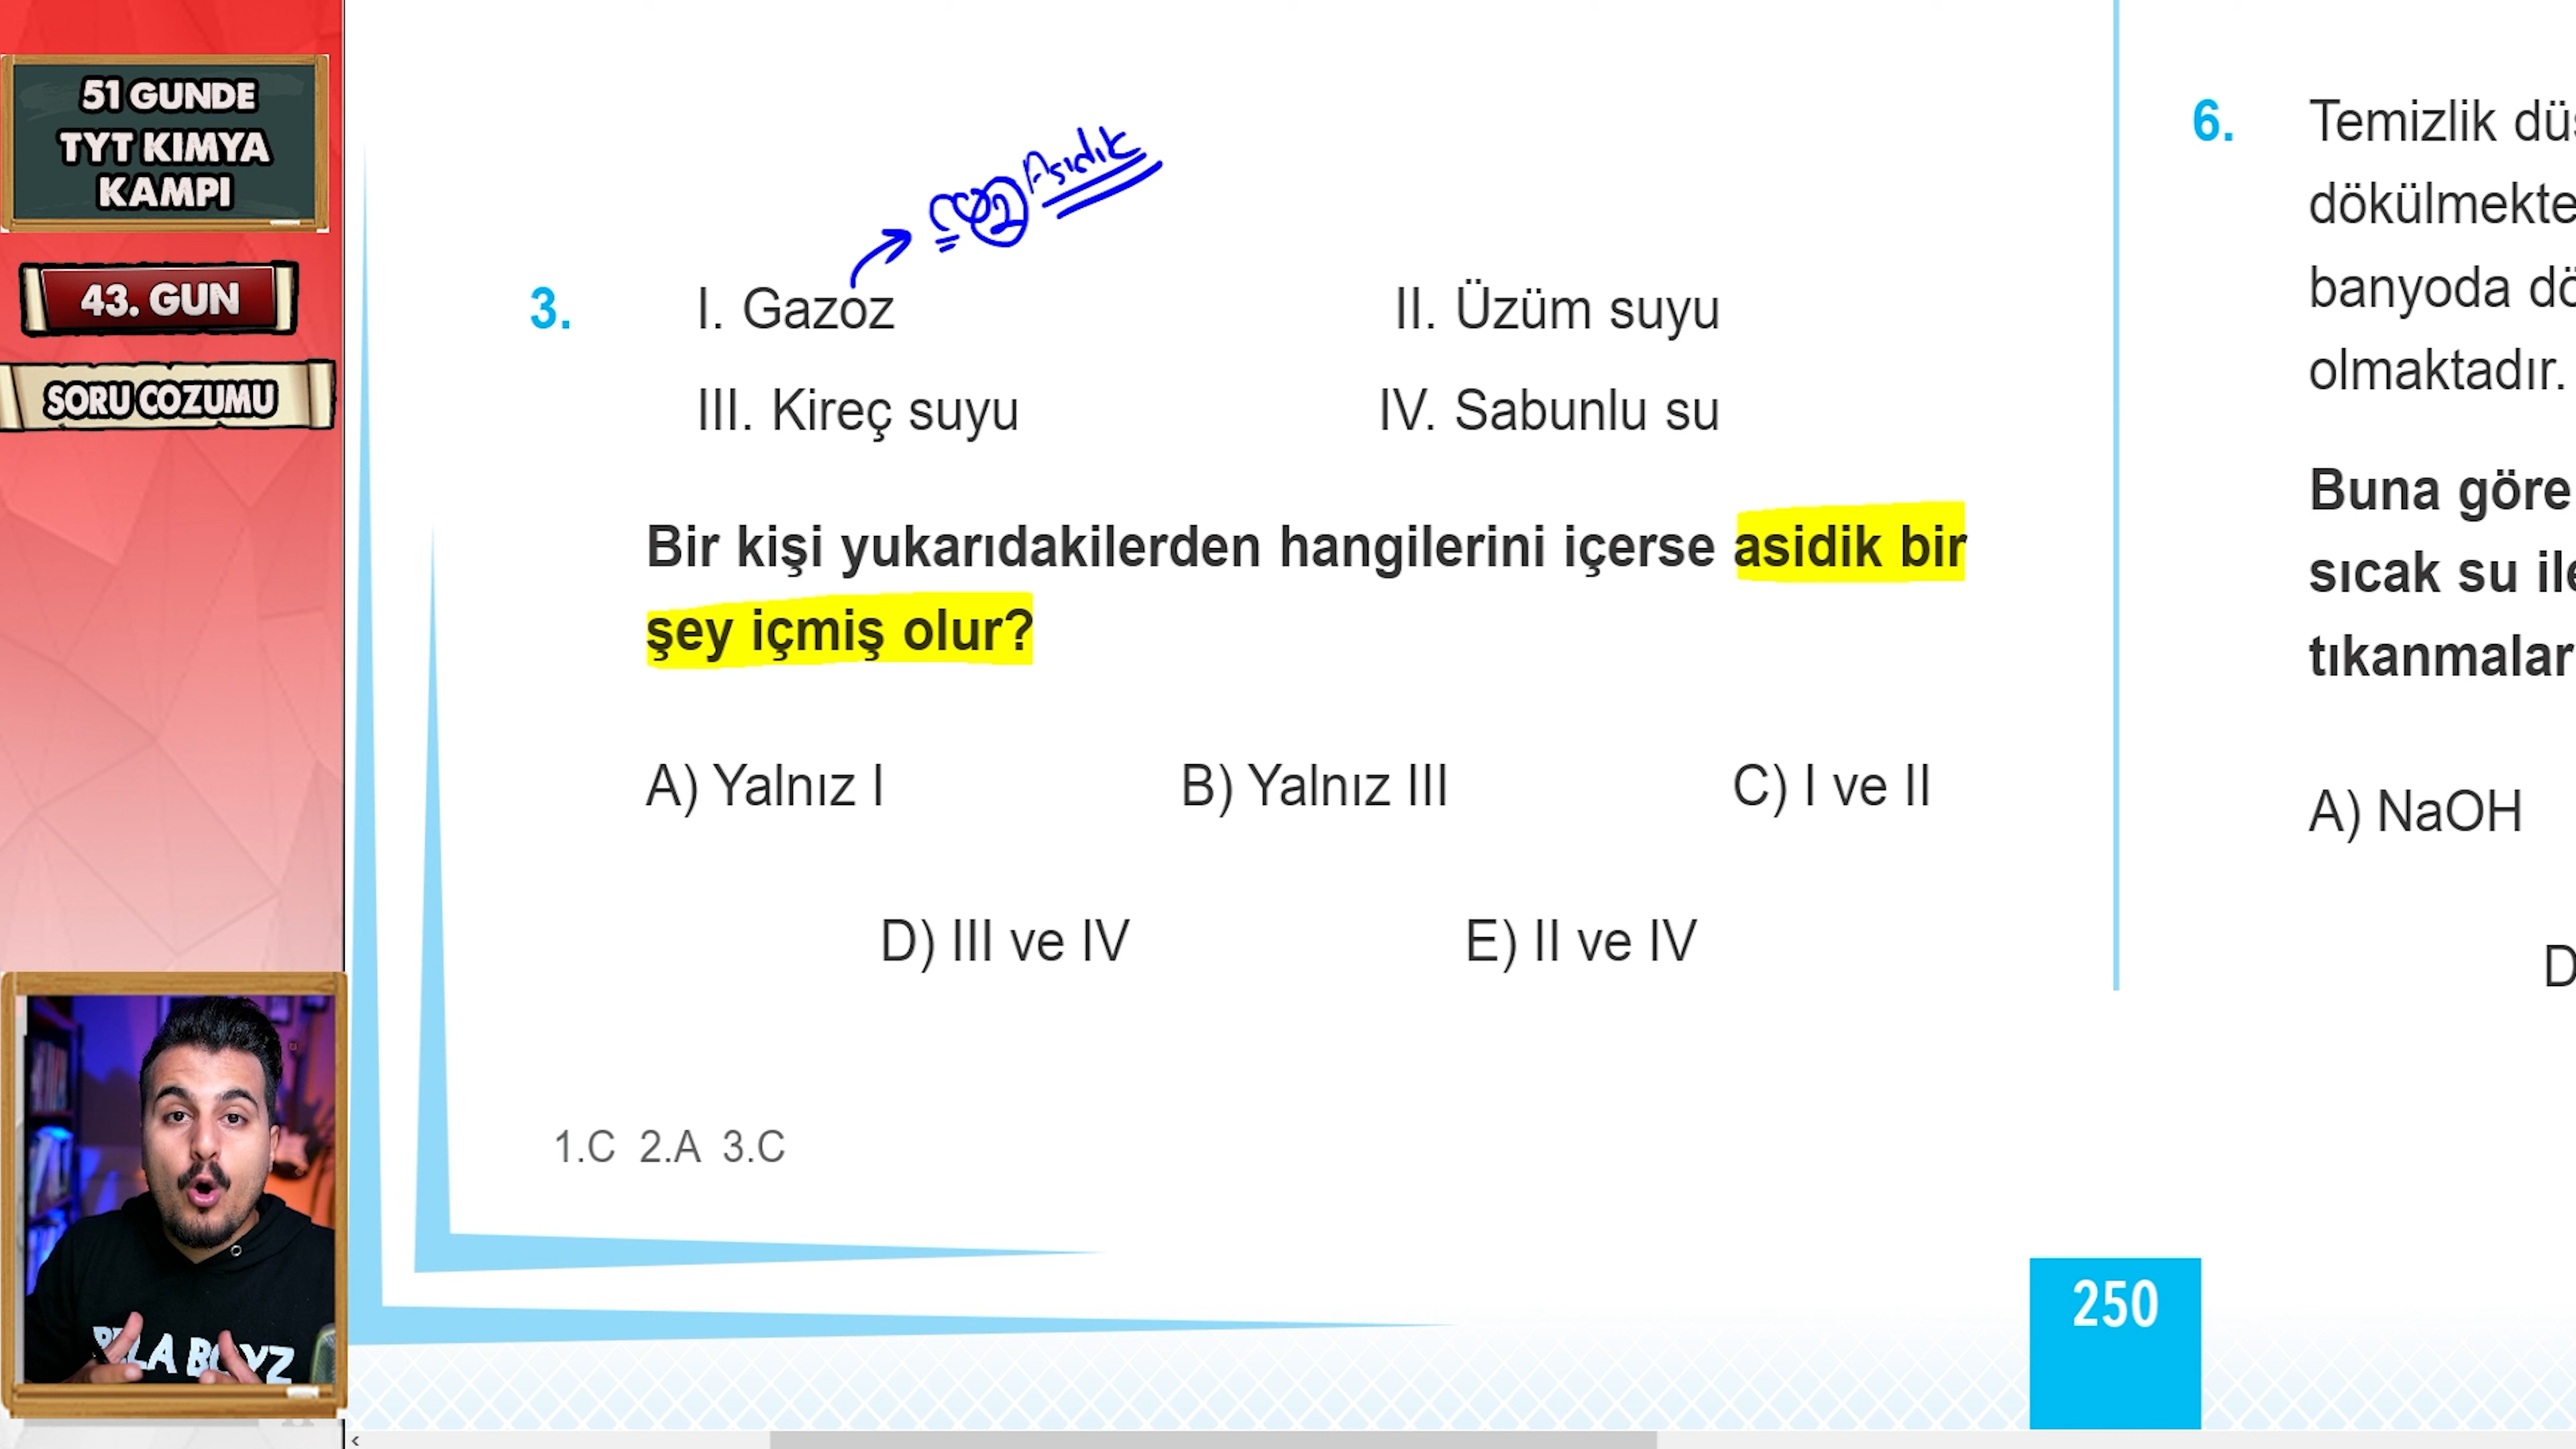 51 GUNDE
TYT KIMYA
KAMPI
43. GUN
SORU COZUMU
CO2 Asidik
3.
I. Gazoz
II. Üzüm suyu
III. Kireç suyu
IV. Sabunlu su
Bir kişi yukarıdakilerden hangilerini içerse asidik bir
şey içmiş olur?
A) Yalnız I
B) Yalnız III
C) I ve II
D) III ve IV
E) II ve IV
1.C 2.A 3.C
250
6.
Temizlik düş
dökülmekte
banyoda dö
olmaktadır.
Buna göre
sıcak su ile
tıkanmalar
A) NaOH
D